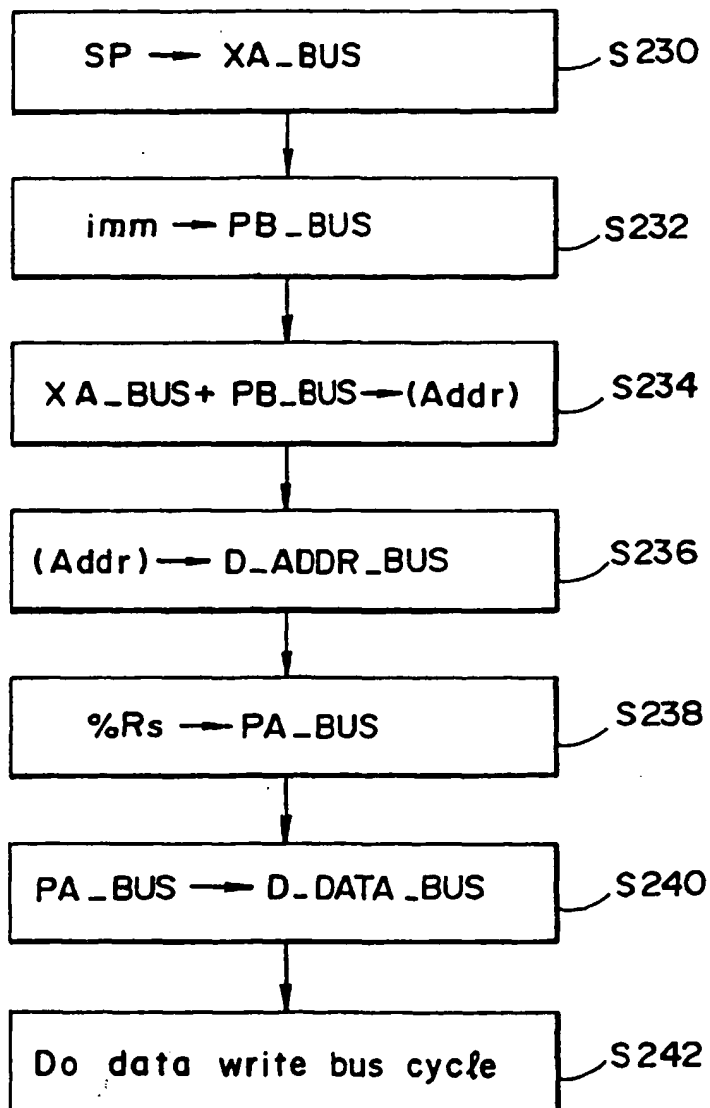 SP → XA_BUS
S230
imm → PB_BUS
S232
XA_BUS + PB_BUS → (Addr)
S234
(Addr) → D_ADDR_BUS
S236
%Rs → PA_BUS
S238
PA_BUS → D_DATA_BUS
S240
Do data write bus cycle
S242